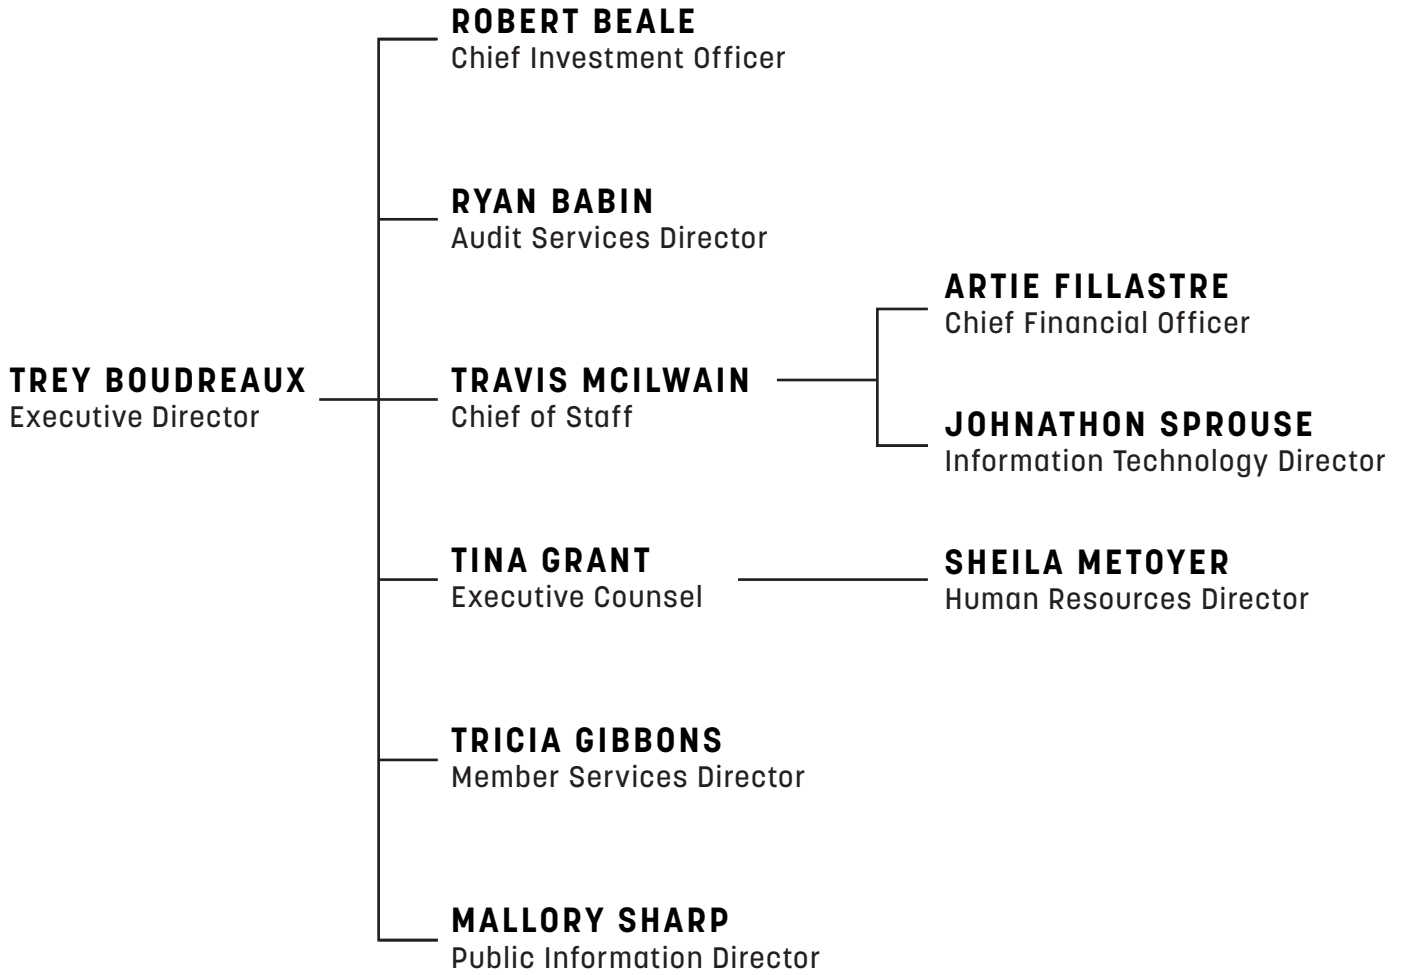 ROBERT BEALE
Chief Investment Officer
RYAN BABIN
Audit Services Director
ARTIE FILLASTRE
Chief Financial Officer
TREY BOUDREAUX
Executive Director
TRAVIS MCILWAIN
Chief of Staff
JOHNATHON SPROUSE
Information Technology Director
TINA GRANT
Executive Counsel
SHEILA METOYER
Human Resources Director
TRICIA GIBBONS
Member Services Director
MALLORY SHARP
Public Information Director